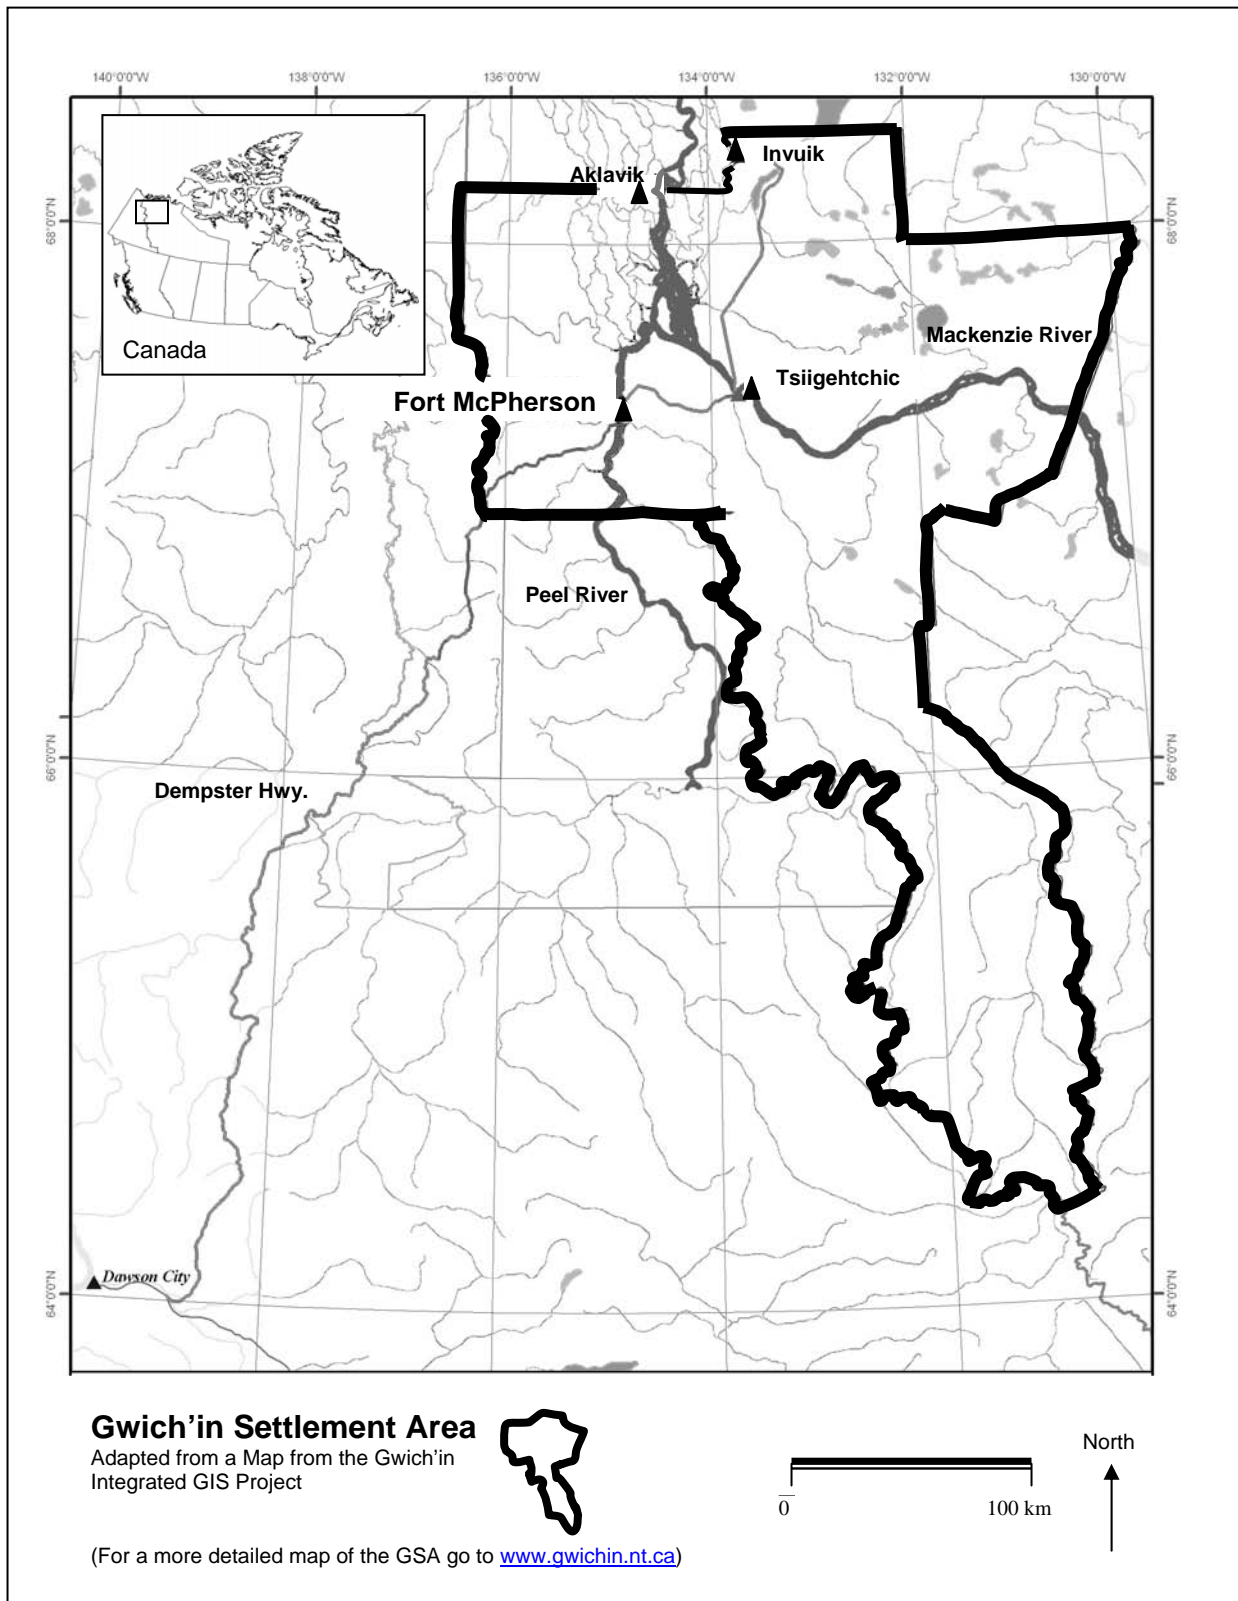 140°0'0"W 138°0'0"W 136°0'0"W 134°0'0"W 132°0'0"W 130°0'0"W
Invuik
Aklavik
68°0'0"N
68°0'0"N
Canada
Mackenzie River
Tsiigehtchic
Fort McPherson
Peel River
66°0'0"N
66°0'0"N
Dempster Hwy.
Dawson City
64°0'0"N
64°0'0"N
Gwich'in Settlement Area
Adapted from a Map from the Gwich'in
Integrated GIS Project
North
0 100 km
(For a more detailed map of the GSA go to www.gwichin.nt.ca)